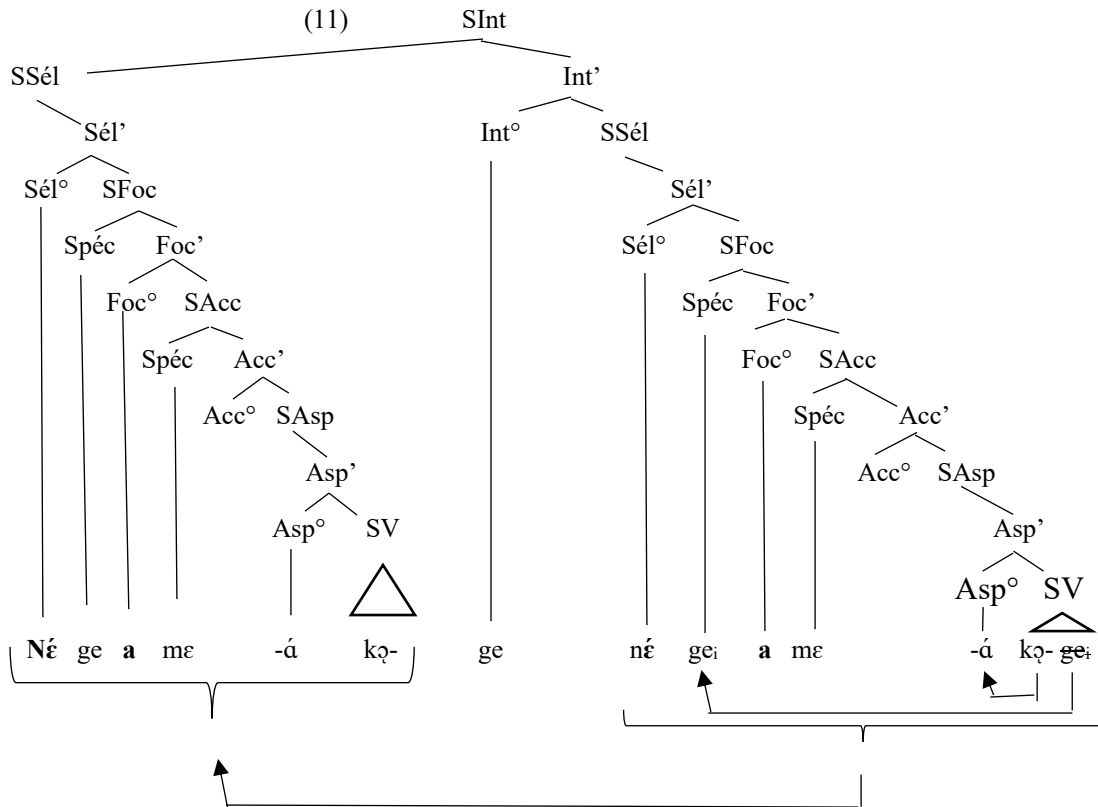 (11) SInt
SSél Int’
Sél’ Int° SSél
Sél° SFoc Sél’
Spéc Foc’ Sél° SFoc
Foc° SAcc Spéc Foc’
Spéc Acc’ Foc° SAcc
Acc° SAsp Spéc Acc’
Asp’ Acc° SAsp
Asp° SV Asp’
Asp° SV
Nɛ́ ge a mɛ -ɑ́ kɔ̧- ge nɛ́ geᵢ a mɛ -ɑ́ kɔ̧- geᵢ